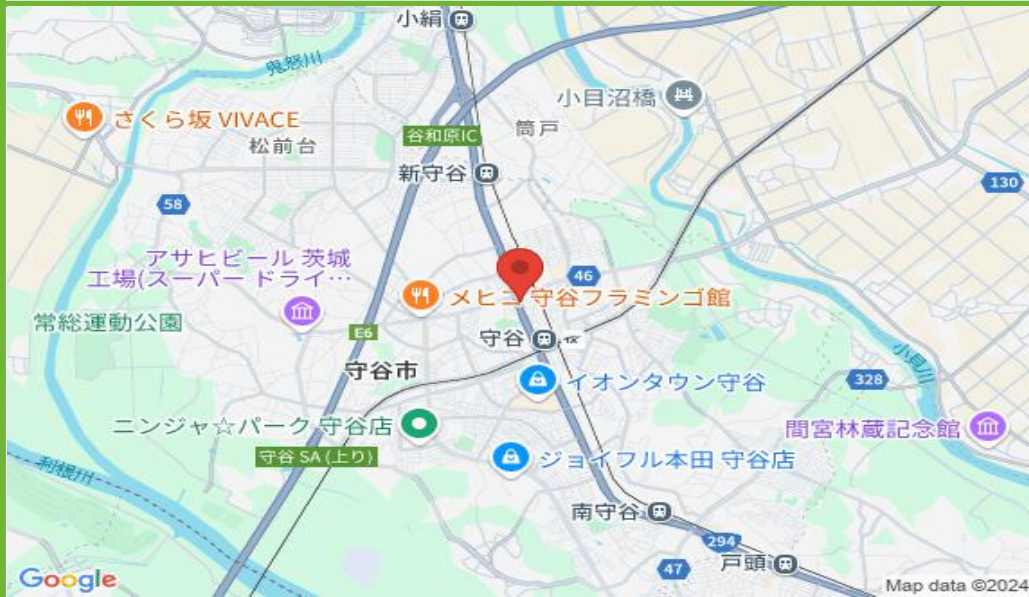 小絹
鬼怒川
小目沼橋
さくら坂 VIVACE
松前台
谷和原IC
筒戸
新守谷
130
58
アサヒビール 茨城
工場(スーパー ドライ…
46
メヒコ 守谷フラミンゴ館
常総運動公園
E6
守谷
小貝川
守谷市
イオンタウン守谷
328
ニンジャ☆パーク 守谷店
間宮林蔵記念館
守谷 SA (上り)
ジョイフル本田 守谷店
利根川
南守谷
294
戸頭
47
Google
Map data ©2024